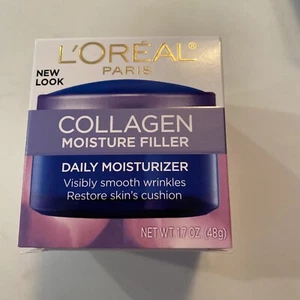 L'ORÉAL®
PARIS
NEW
LOOK
COLLAGEN
MOISTURE FILLER
DAILY MOISTURIZER
Visibly smooth wrinkles
Restore skin's cushion
NET WT. 1.7 OZ. (48g)